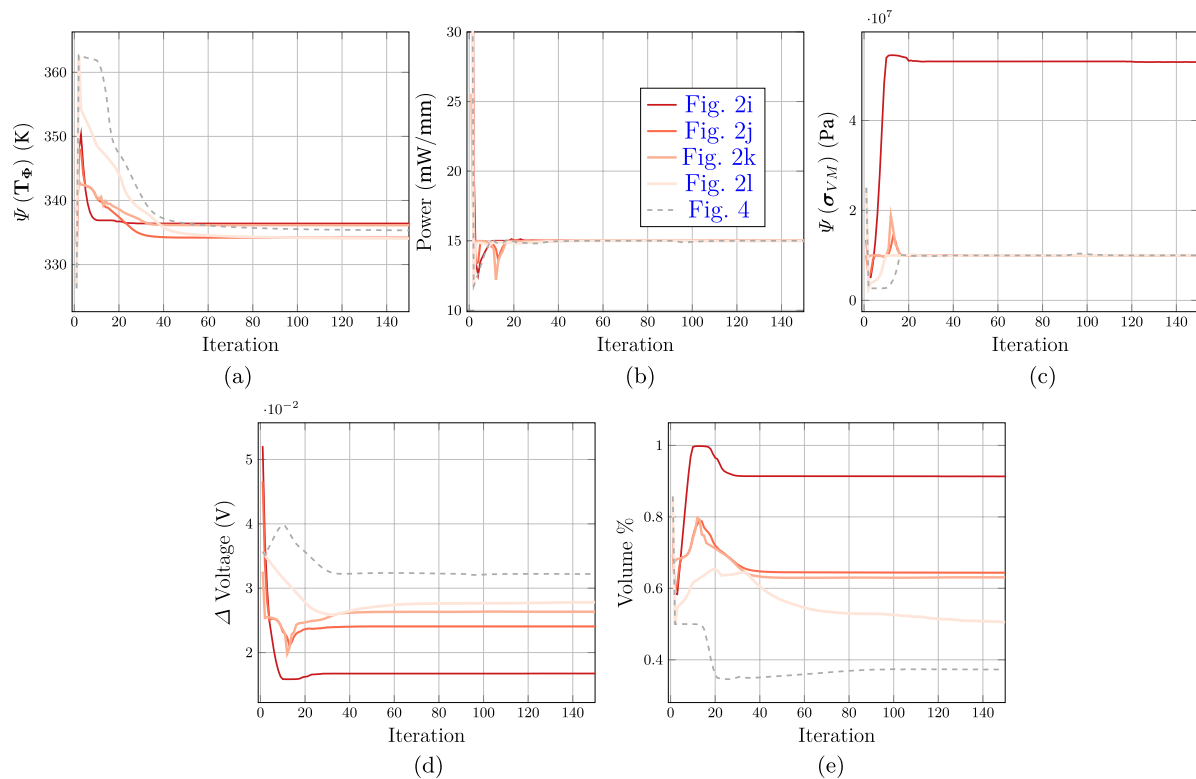 360
350
340
330
0 20 40 60 80 100 120 140
Ψ (T_Φ) (K)
Iteration
(a)
30
25
20
15
10
0 20 40 60 80 100 120 140
Power (mW/mm)
Iteration
(b)
Fig. 2i
Fig. 2j
Fig. 2k
Fig. 2l
Fig. 4
·10⁷
4
2
0
0 20 40 60 80 100 120 140
Ψ (σ_VM) (Pa)
Iteration
(c)
·10⁻²
5
4
3
2
0 20 40 60 80 100 120 140
Δ Voltage (V)
Iteration
(d)
1
0.8
0.6
0.4
0 20 40 60 80 100 120 140
Volume %
Iteration
(e)